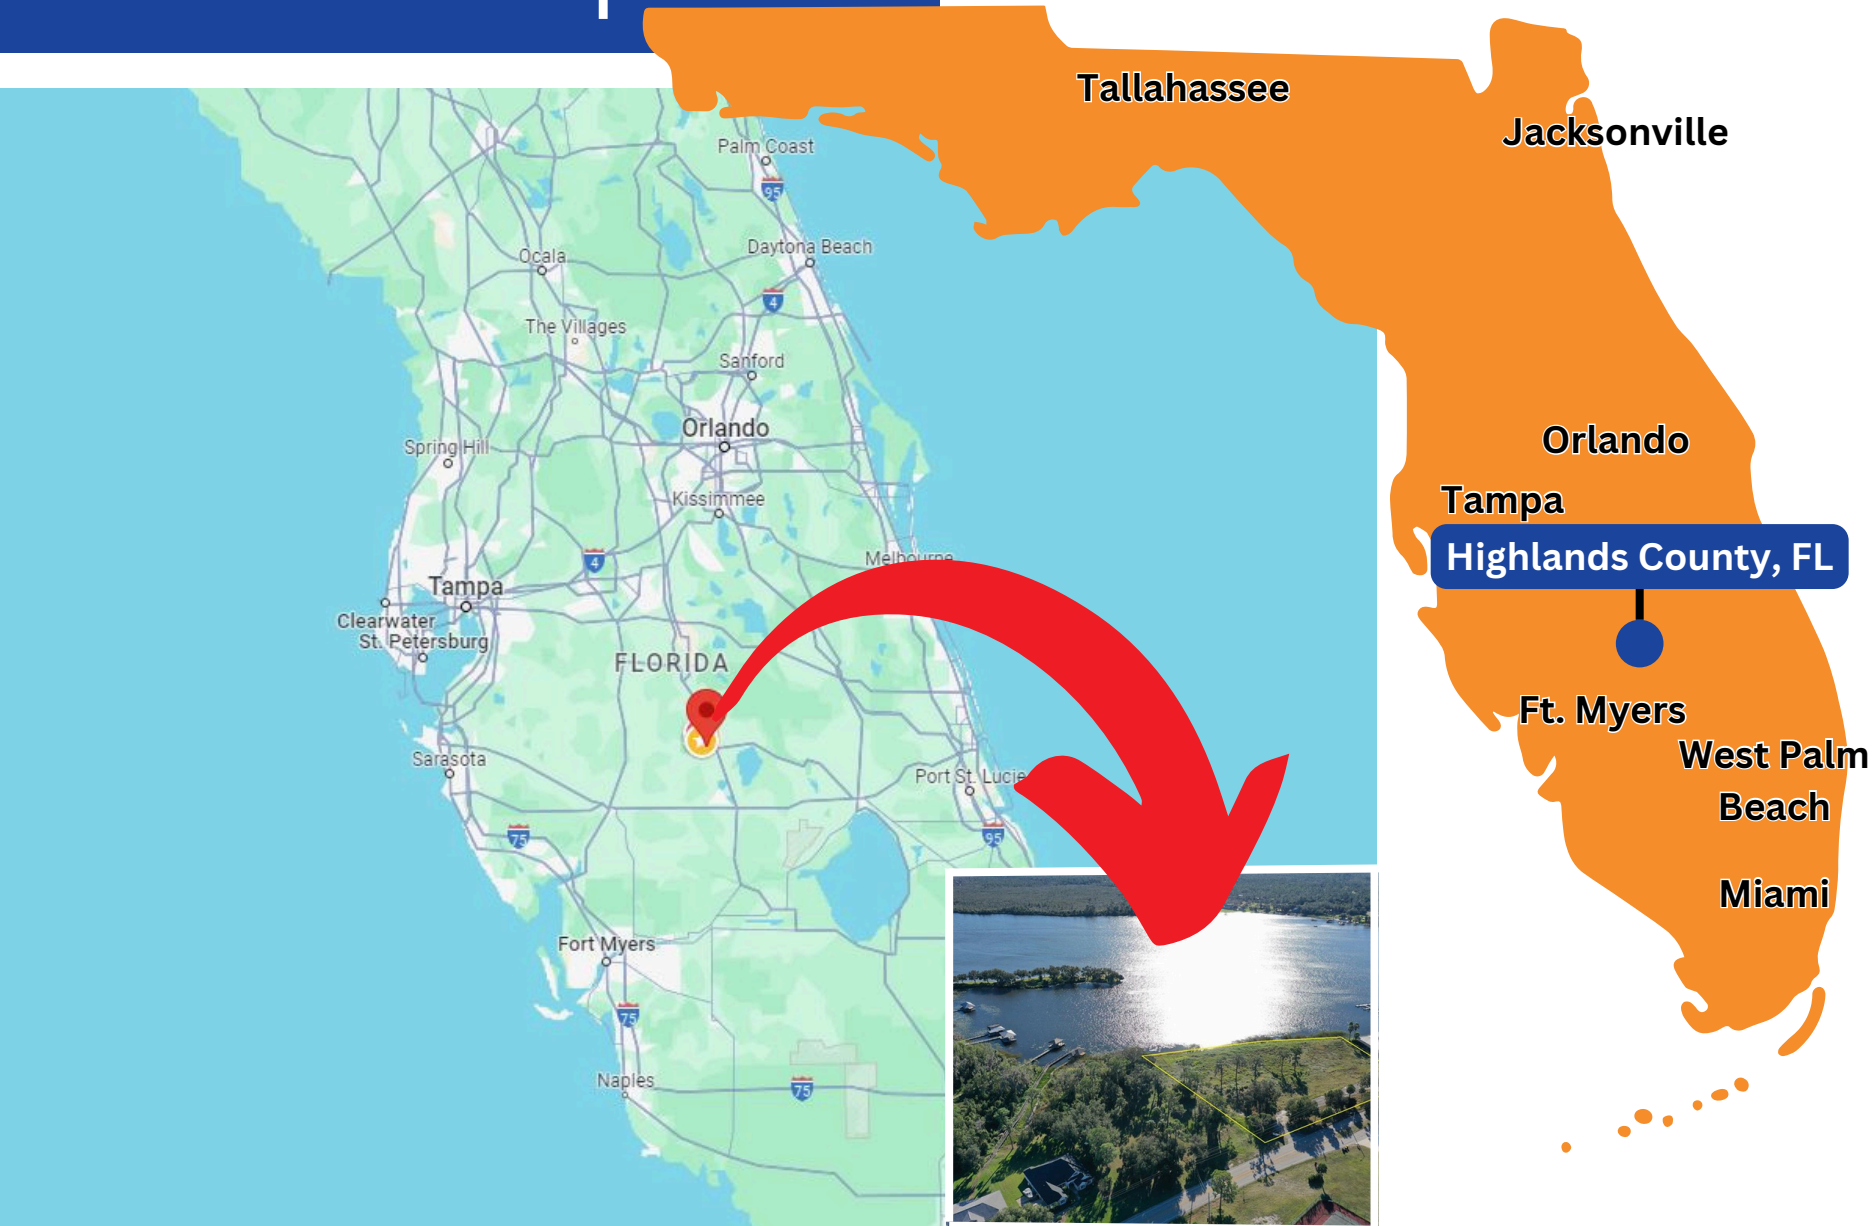 Palm Coast
95
Daytona Beach
Ocala
4
The Villages
Sanford
Orlando
Spring Hill
Kissimmee
4
Melbourne
Tampa
Clearwater
St. Petersburg
FLORIDA
Sarasota
Port St. Lucie
75
95
Fort Myers
75
Naples
75
Tallahassee
Jacksonville
Orlando
Tampa
Highlands County, FL
Ft. Myers
West Palm
Beach
Miami